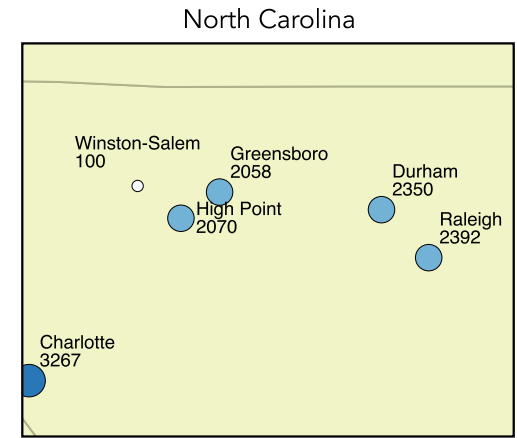 North Carolina
Winston-Salem
100
Greensboro
2058
High Point
2070
Durham
2350
Raleigh
2392
Charlotte
3267